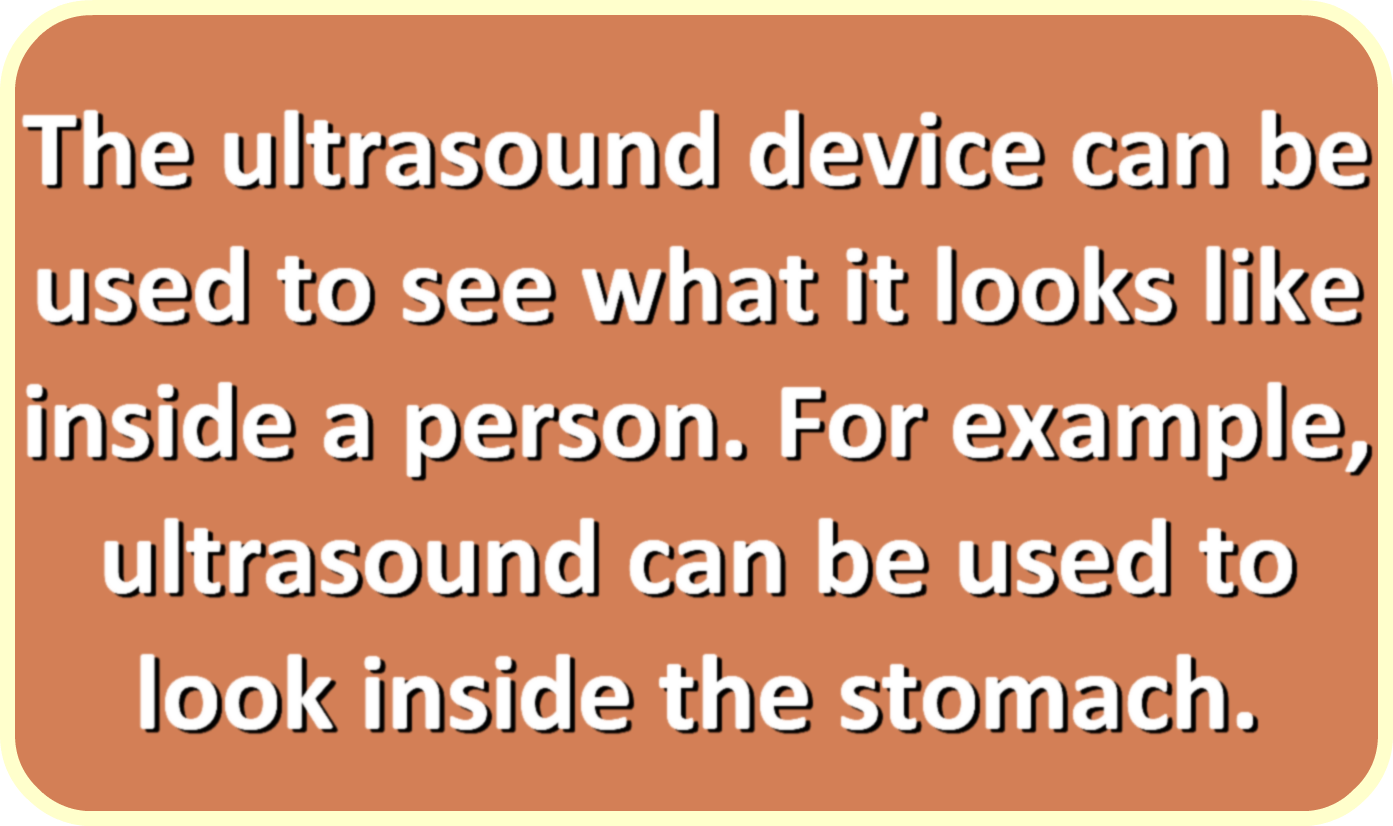 The ultrasound device can be
used to see what it looks like
inside a person. For example,
ultrasound can be used to
look inside the stomach.